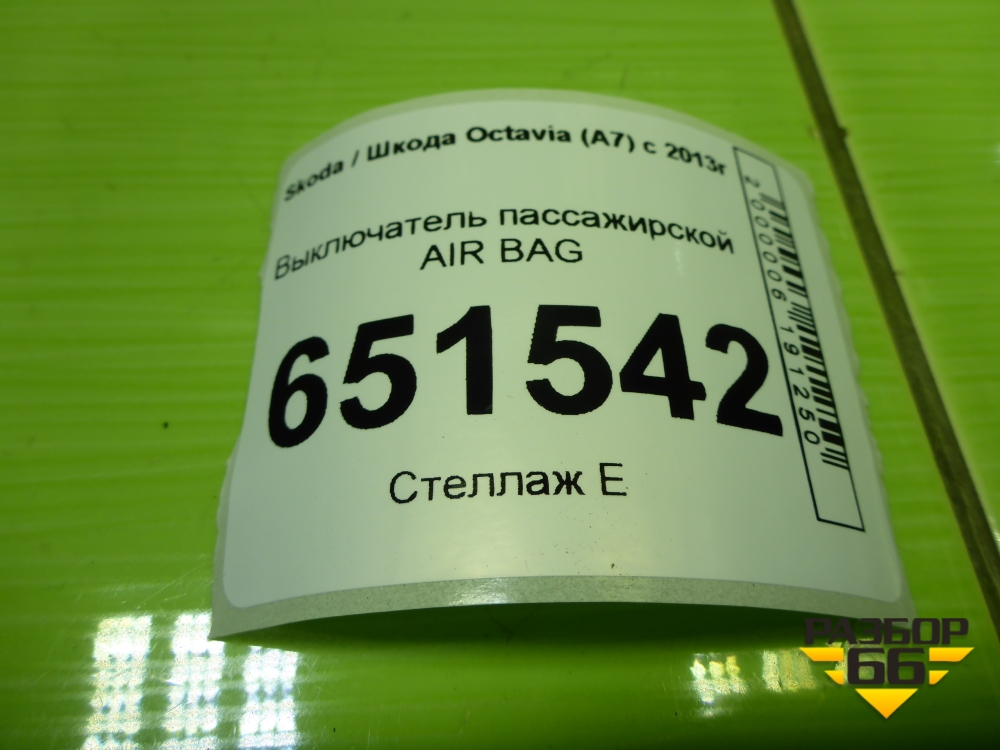 Skoda / Шкода Octavia (A7) с 2013г
Выключатель пассажирской
AIR BAG
651542
Стеллаж Е
2000006191250
РАЗБОР
66